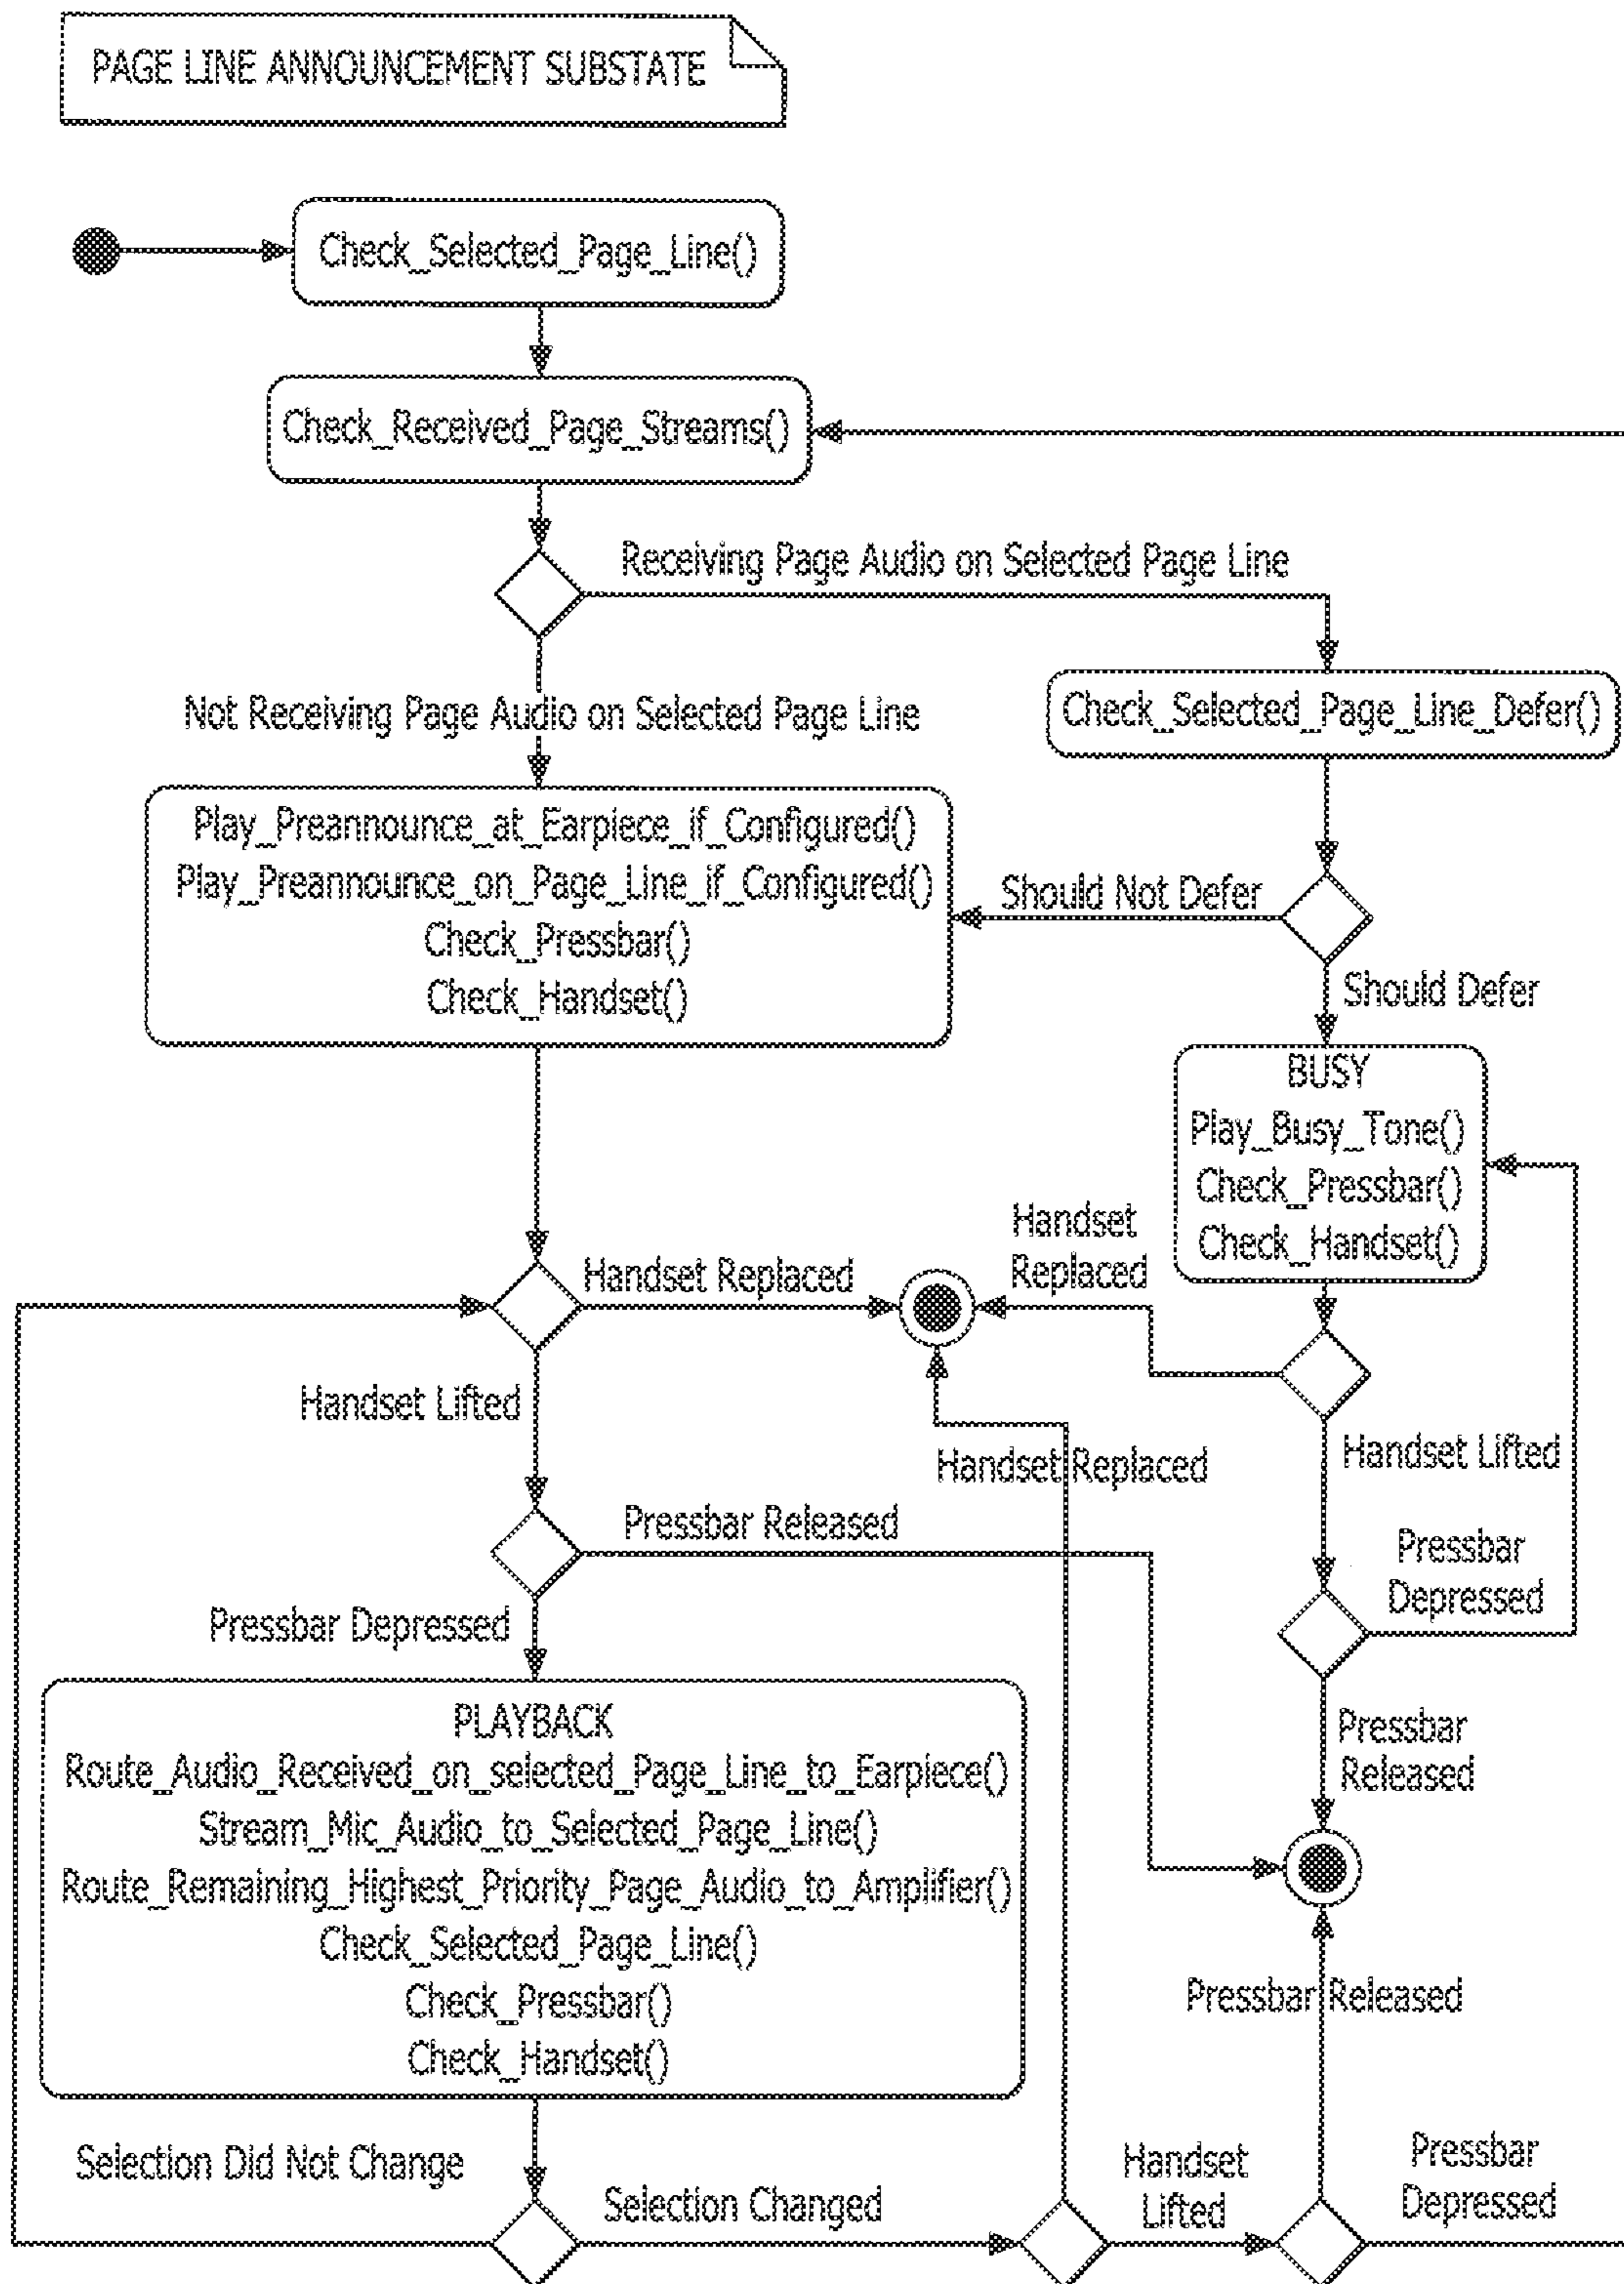 PAGE LINE ANNOUNCEMENT SUBSTATE
Check_Selected_Page_Line()
Check_Received_Page_Streams()
Receiving Page Audio on Selected Page Line
Not Receiving Page Audio on Selected Page Line
Check_Selected_Page_Line_Defer()
Play_Preannounce_at_Earpiece_if_Configured()
Play_Preannounce_on_Page_Line_if_Configured()
Check_Pressbar()
Check_Handset()
Should Not Defer
Should Defer
BUSY
Play_Busy_Tone()
Check_Pressbar()
Check_Handset()
Handset Replaced
Handset
Replaced
Handset Lifted
Handset Replaced
Handset Lifted
Pressbar Released
Pressbar
Depressed
Pressbar Depressed
Pressbar
Released
PLAYBACK
Route_Audio_Received_on_selected_Page_Line_to_Earpiece()
Stream_Mic_Audio_to_Selected_Page_Line()
Route_Remaining_Highest_Priority_Page_Audio_to_Amplifier()
Check_Selected_Page_Line()
Check_Pressbar()
Check_Handset()
Pressbar Released
Selection Did Not Change
Selection Changed
Handset
Lifted
Pressbar
Depressed